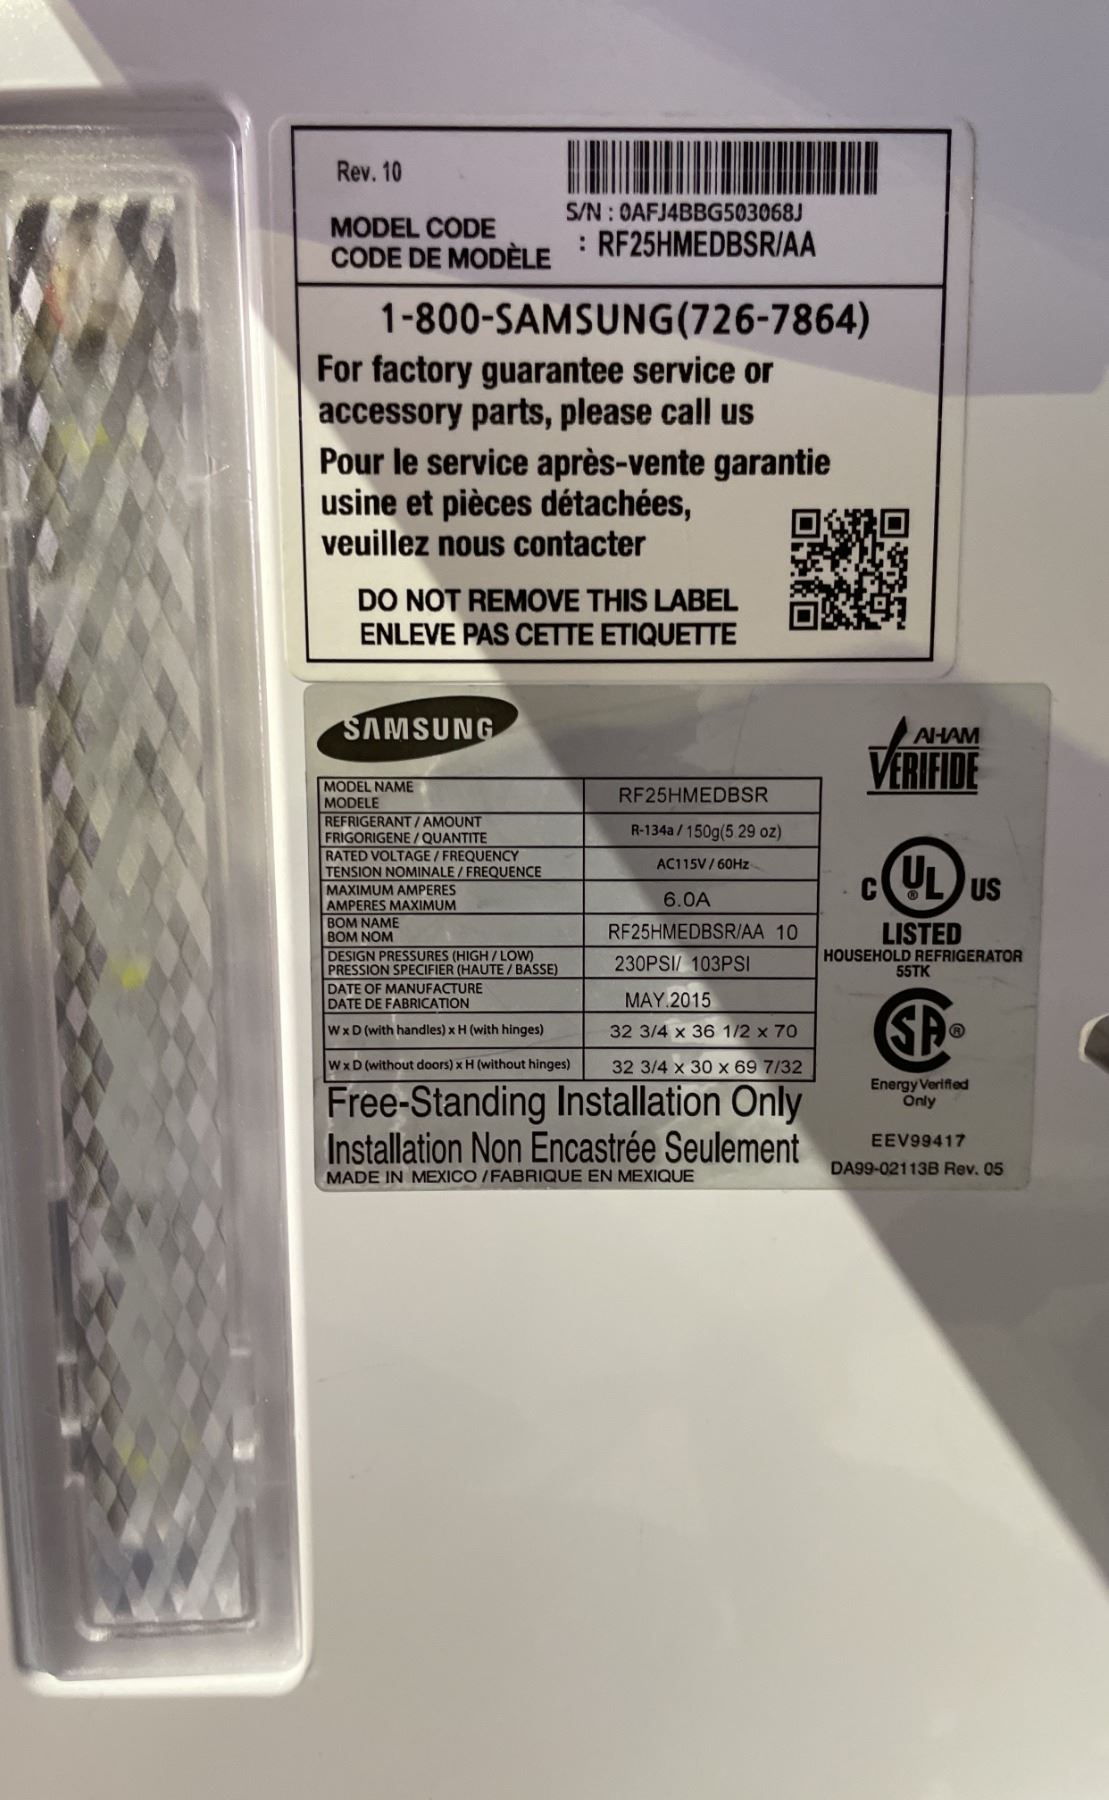 Rev. 10
S/N : 0AFJ4BBG503068J
MODEL CODE
CODE DE MODÈLE : RF25HMEDBSR/AA
1-800-SAMSUNG(726-7864)
For factory guarantee service or
accessory parts, please call us
Pour le service après-vente garantie
usine et pièces détachées,
veuillez nous contacter
DO NOT REMOVE THIS LABEL
ENLEVE PAS CETTE ETIQUETTE
SAMSUNG
AHAM
VERIFIDE
MODEL NAME
MODELE
RF25HMEDBSR
REFRIGERANT / AMOUNT
FRIGORIGENE / QUANTITE
R-134a / 150g(5 29 oz)
RATED VOLTAGE / FREQUENCY
TENSION NOMINALE / FREQUENCE
AC115V / 60Hz
MAXIMUM AMPERES
AMPERES MAXIMUM
6.0A
BOM NAME
BOM NOM
RF25HMEDBSR/AA 10
DESIGN PRESSURES (HIGH / LOW)
PRESSION SPECIFIER (HAUTE / BASSE)
230PSI/ 103PSI
DATE OF MANUFACTURE
DATE DE FABRICATION
MAY.2015
W x D (with handles) x H (with hinges)
32 3/4 x 36 1/2 x 70
W x D (without doors) x H (without hinges)
32 3/4 x 30 x 69 7/32
Free-Standing Installation Only
Installation Non Encastrée Seulement
MADE IN MEXICO / FABRIQUE EN MEXIQUE
C UL ® US
LISTED
HOUSEHOLD REFRIGERATOR
55TK
SA ®
Energy Verified
Only
EEV99417
DA99-02113B Rev. 05